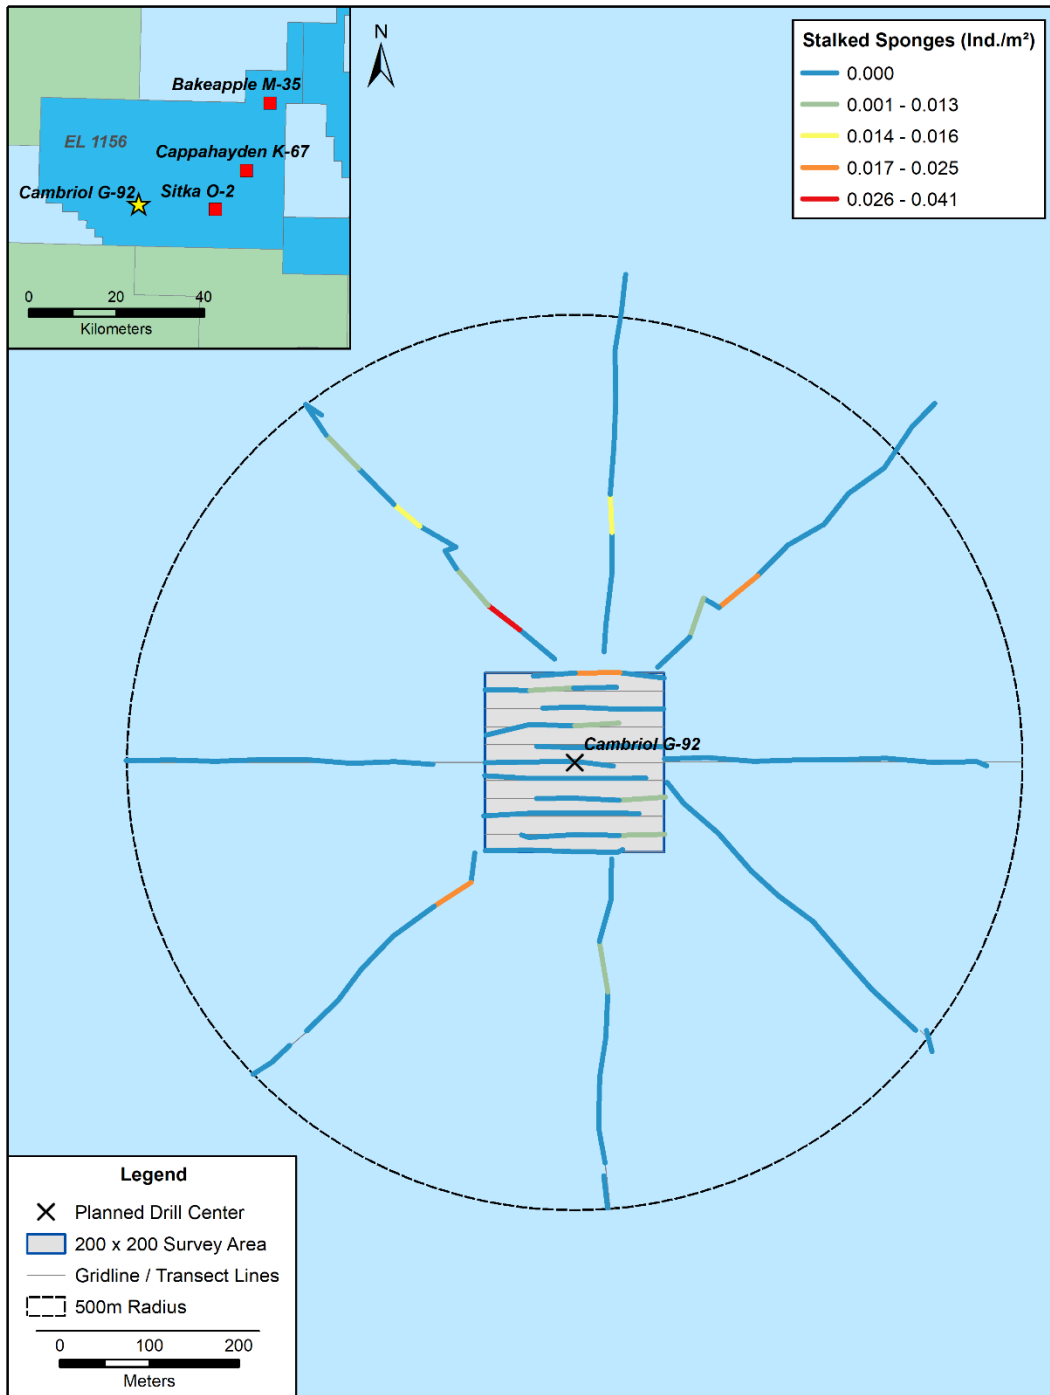 Bakeapple M-35
EL 1156
Cappahayden K-67
Cambriol G-92
Sitka O-2
0 20 40
Kilometers
N
Stalked Sponges (Ind./m²)
0.000
0.001 - 0.013
0.014 - 0.016
0.017 - 0.025
0.026 - 0.041
Cambriol G-92
Legend
Planned Drill Center
200 x 200 Survey Area
Gridline / Transect Lines
500m Radius
0 100 200
Meters